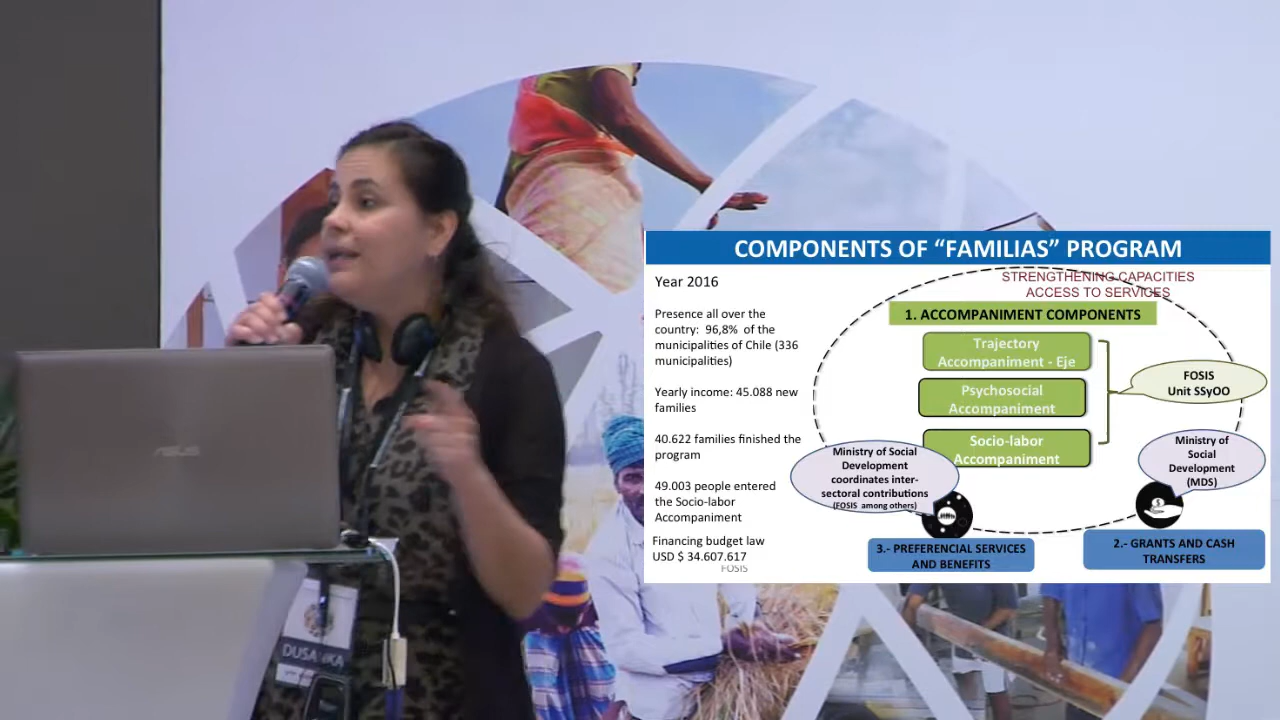 COMPONENTS OF “FAMILIAS” PROGRAM
Year 2016
Presence all over the
country: 96,8% of the
municipalities of Chile (336
municipalities)
Yearly income: 45.088 new
families
40.622 families finished the
program
49.003 people entered
the Socio-labor
Accompaniment
Financing budget law
USD $ 34.607.617
FOSIS
STRENGTHENING CAPACITIES
ACCESS TO SERVICES
1. ACCOMPANIMENT COMPONENTS
Trajectory
Accompaniment - Eje
Psychosocial
Accompaniment
Socio-labor
Accompaniment
FOSIS
Unit SSyOO
Ministry of Social
Development
coordinates inter-
sectoral contributions
(FOSIS among others)
Ministry of
Social
Development
(MDS)
3.- PREFERENCIAL SERVICES
AND BENEFITS
2.- GRANTS AND CASH
TRANSFERS
ASUS